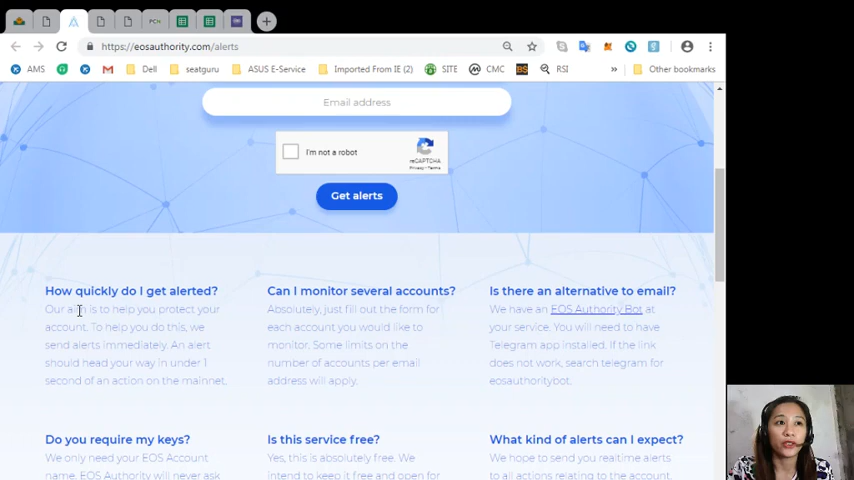 PCN
https://eosauthority.com/alerts
AMS
Dell
seatguru
ASUS E-Service
Imported From IE (2)
SITE
CMC
BS
RSI
»
Other bookmarks
Email address
I'm not a robot
reCAPTCHA
Privacy - Terms
Get alerts
How quickly do I get alerted?
Our aim is to help you protect your
account. To help you do this, we
send alerts immediately. An alert
should head your way in under 1
second of an action on the mainnet.
Can I monitor several accounts?
Absolutely, just fill out the form for
each account you would like to
monitor. Some limits on the
number of accounts per email
address will apply.
Is there an alternative to email?
We have an EOS Authority Bot at
your service. You will need to have
Telegram app installed. If the link
does not work, search telegram for
eosauthoritybot.
Do you require my keys?
We only need your EOS Account
name. EOS Authority will never ask
Is this service free?
Yes, this is absolutely free. We
intend to keep it free and open for
What kind of alerts can I expect?
We hope to send you realtime alerts
to all actions relating to the account.